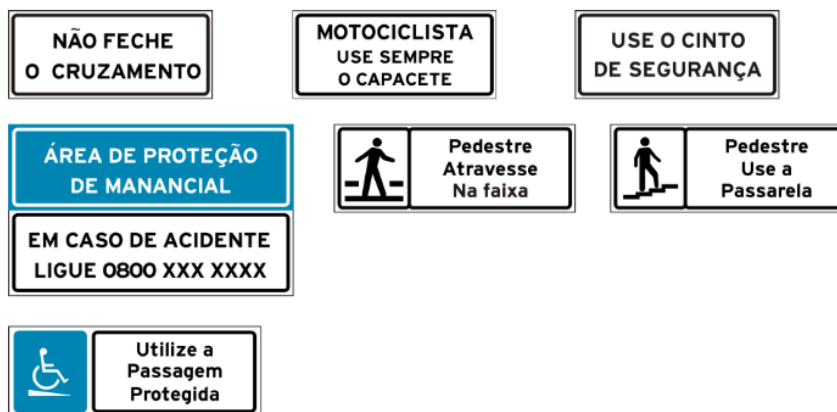 NÃO FECHE
O CRUZAMENTO
MOTOCICLISTA
USE SEMPRE
O CAPACETE
USE O CINTO
DE SEGURANÇA
ÁREA DE PROTEÇÃO
DE MANANCIAL
EM CASO DE ACIDENTE
LIGUE 0800 XXX XXXX
Pedestre
Atravesse
Na faixa
Pedestre
Use a
Passarela
Utilize a
Passagem
Protegida